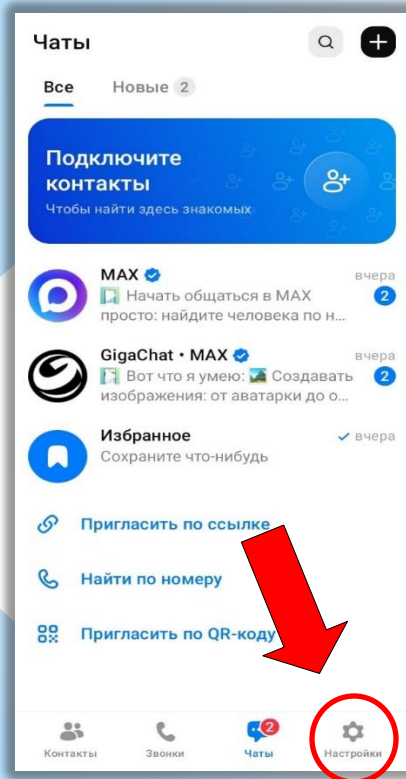 Чаты
Все Новые 2
Подключите
контакты
Чтобы найти здесь знакомых
MAX вчера
Начать общаться в MAX 2
просто: найдите человека по н...
GigaChat • MAX вчера
Вот что я умею: Создавать 2
изображения: от аватарки до о...
Избранное вчера
Сохраните что-нибудь
Пригласить по ссылке
Найти по номеру
Пригласить по QR-коду
2
Контакты Звонки Чаты Настройки